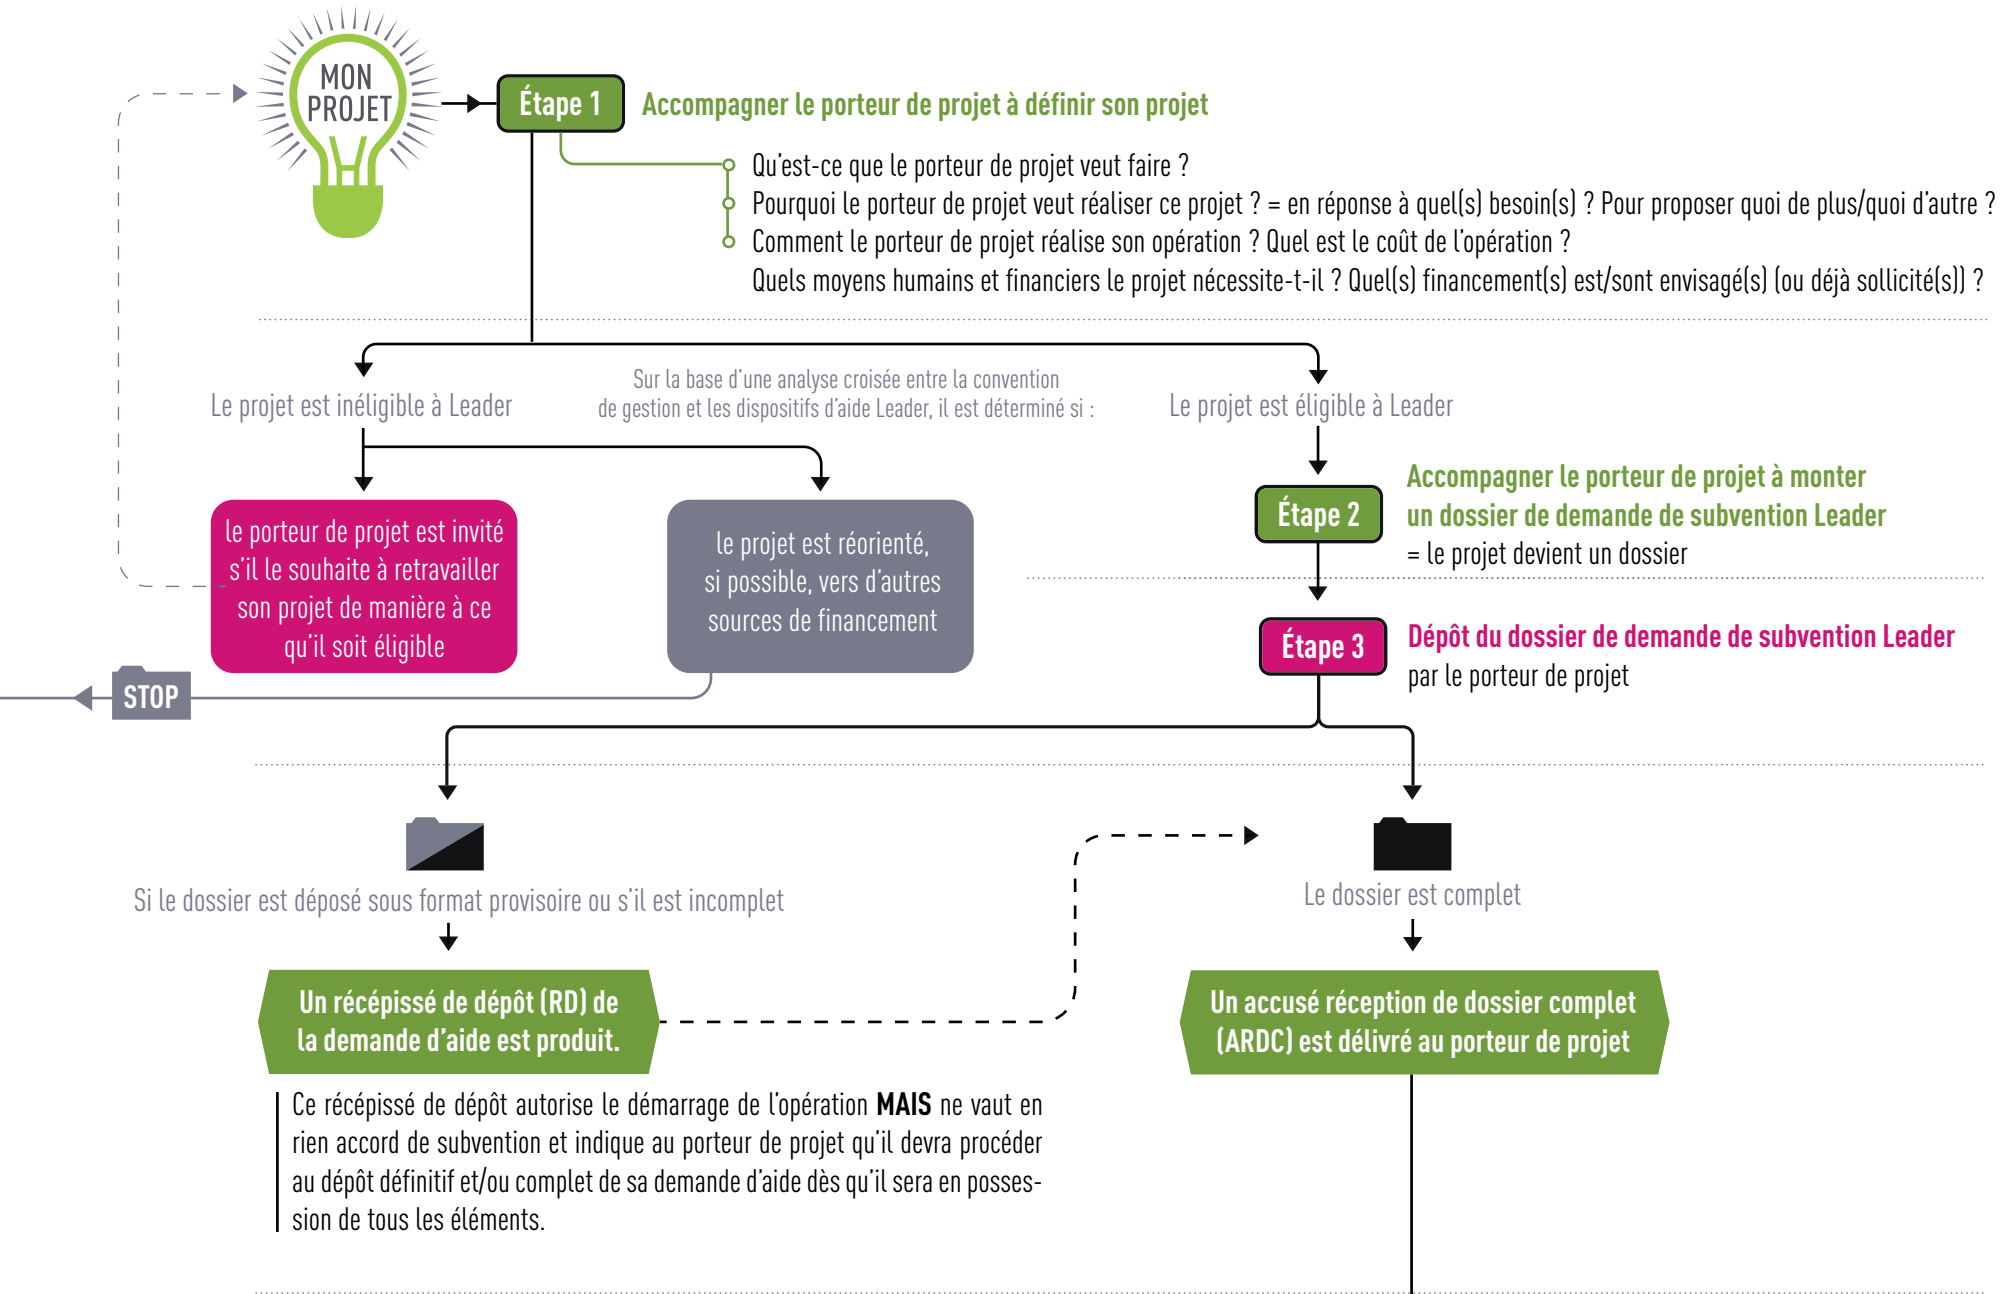 MON
PROJET
Étape 1
Accompagner le porteur de projet à définir son projet
Qu'est-ce que le porteur de projet veut faire ?
Pourquoi le porteur de projet veut réaliser ce projet ? = en réponse à quel(s) besoin(s) ? Pour proposer quoi de plus/quoi d'autre ?
Comment le porteur de projet réalise son opération ? Quel est le coût de l'opération ?
Quels moyens humains et financiers le projet nécessite-t-il ? Quel(s) financement(s) est/sont envisagé(s) (ou déjà sollicité(s)) ?
Le projet est inéligible à Leader
Sur la base d'une analyse croisée entre la convention
de gestion et les dispositifs d'aide Leader, il est déterminé si :
Le projet est éligible à Leader
le porteur de projet est invité
s'il le souhaite à retravailler
son projet de manière à ce
qu'il soit éligible
le projet est réorienté,
si possible, vers d'autres
sources de financement
STOP
Étape 2
Accompagner le porteur de projet à monter
un dossier de demande de subvention Leader
= le projet devient un dossier
Étape 3
Dépôt du dossier de demande de subvention Leader
par le porteur de projet
Si le dossier est déposé sous format provisoire ou s'il est incomplet
Un récépissé de dépôt (RD) de
la demande d'aide est produit.
Ce récépissé de dépôt autorise le démarrage de l'opération MAIS ne vaut en
rien accord de subvention et indique au porteur de projet qu'il devra procéder
au dépôt définitif et/ou complet de sa demande d'aide dès qu'il sera en posses-
sion de tous les éléments.
Le dossier est complet
Un accusé réception de dossier complet
(ARDC) est délivré au porteur de projet